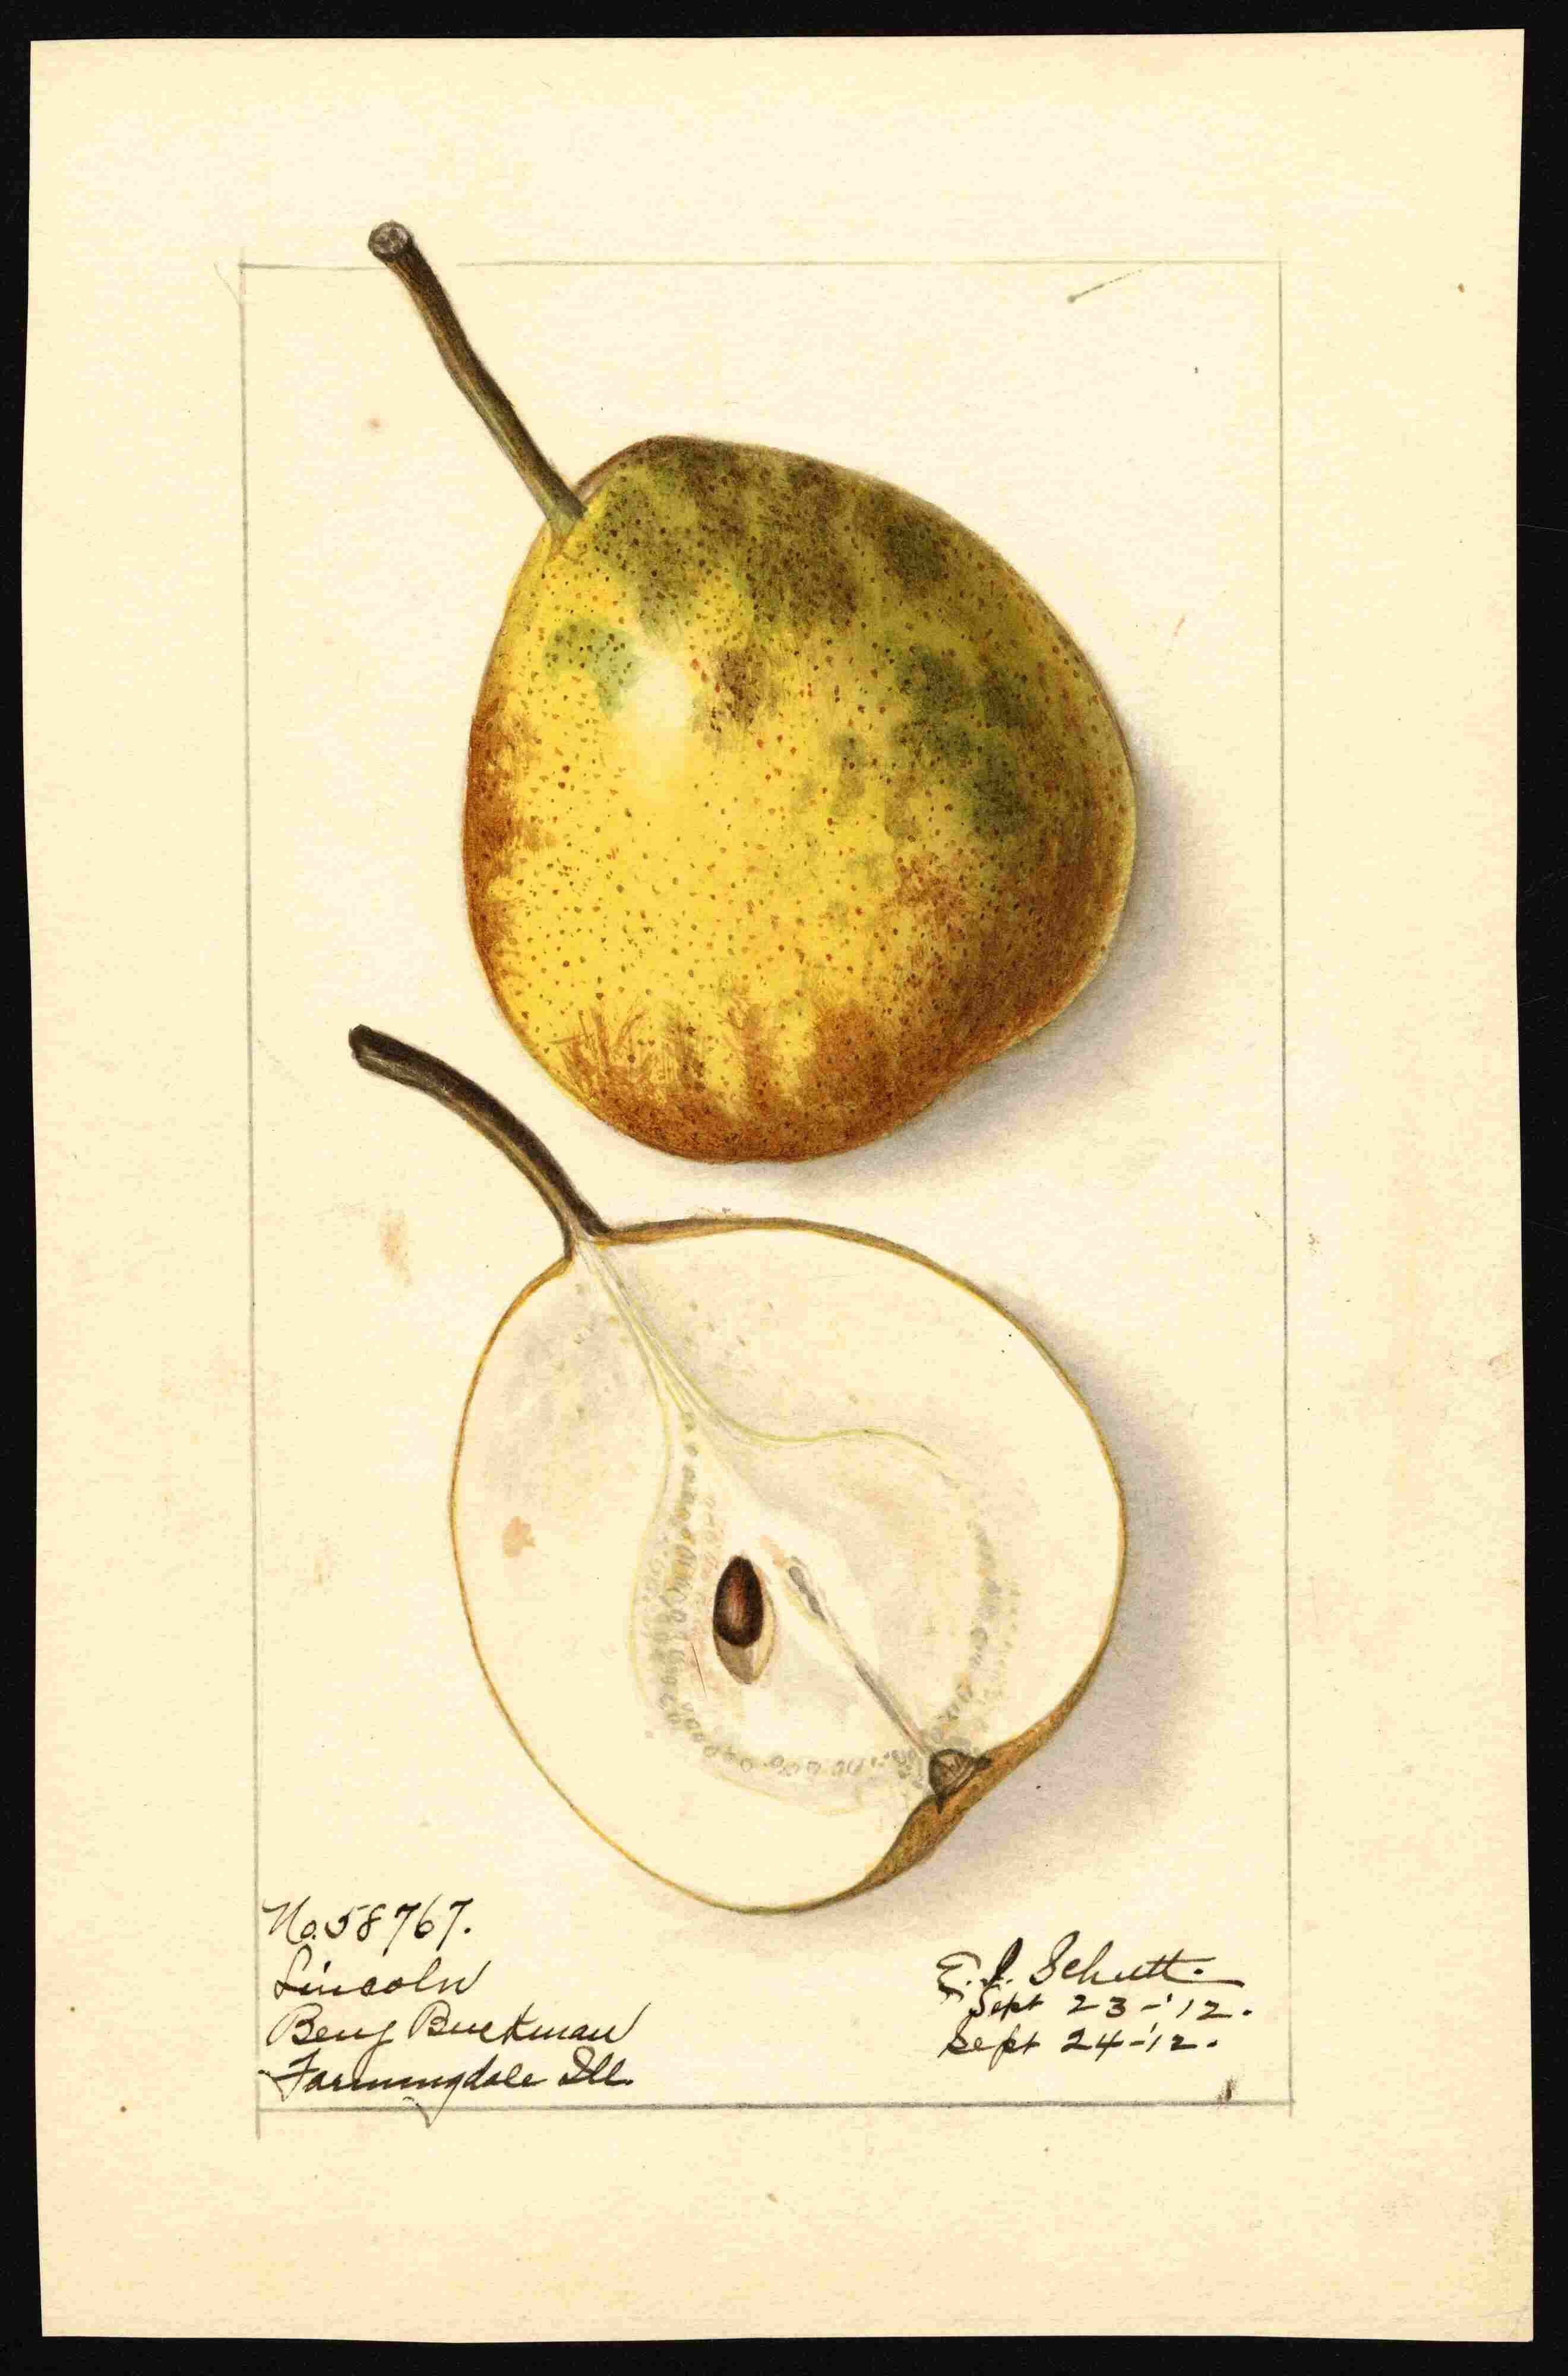 No. 58767.
Lincoln
Benj Buckman
Farmingdale Ill.
E. I. Schutt.
Sept 23-'12.
Sept 24-'12.